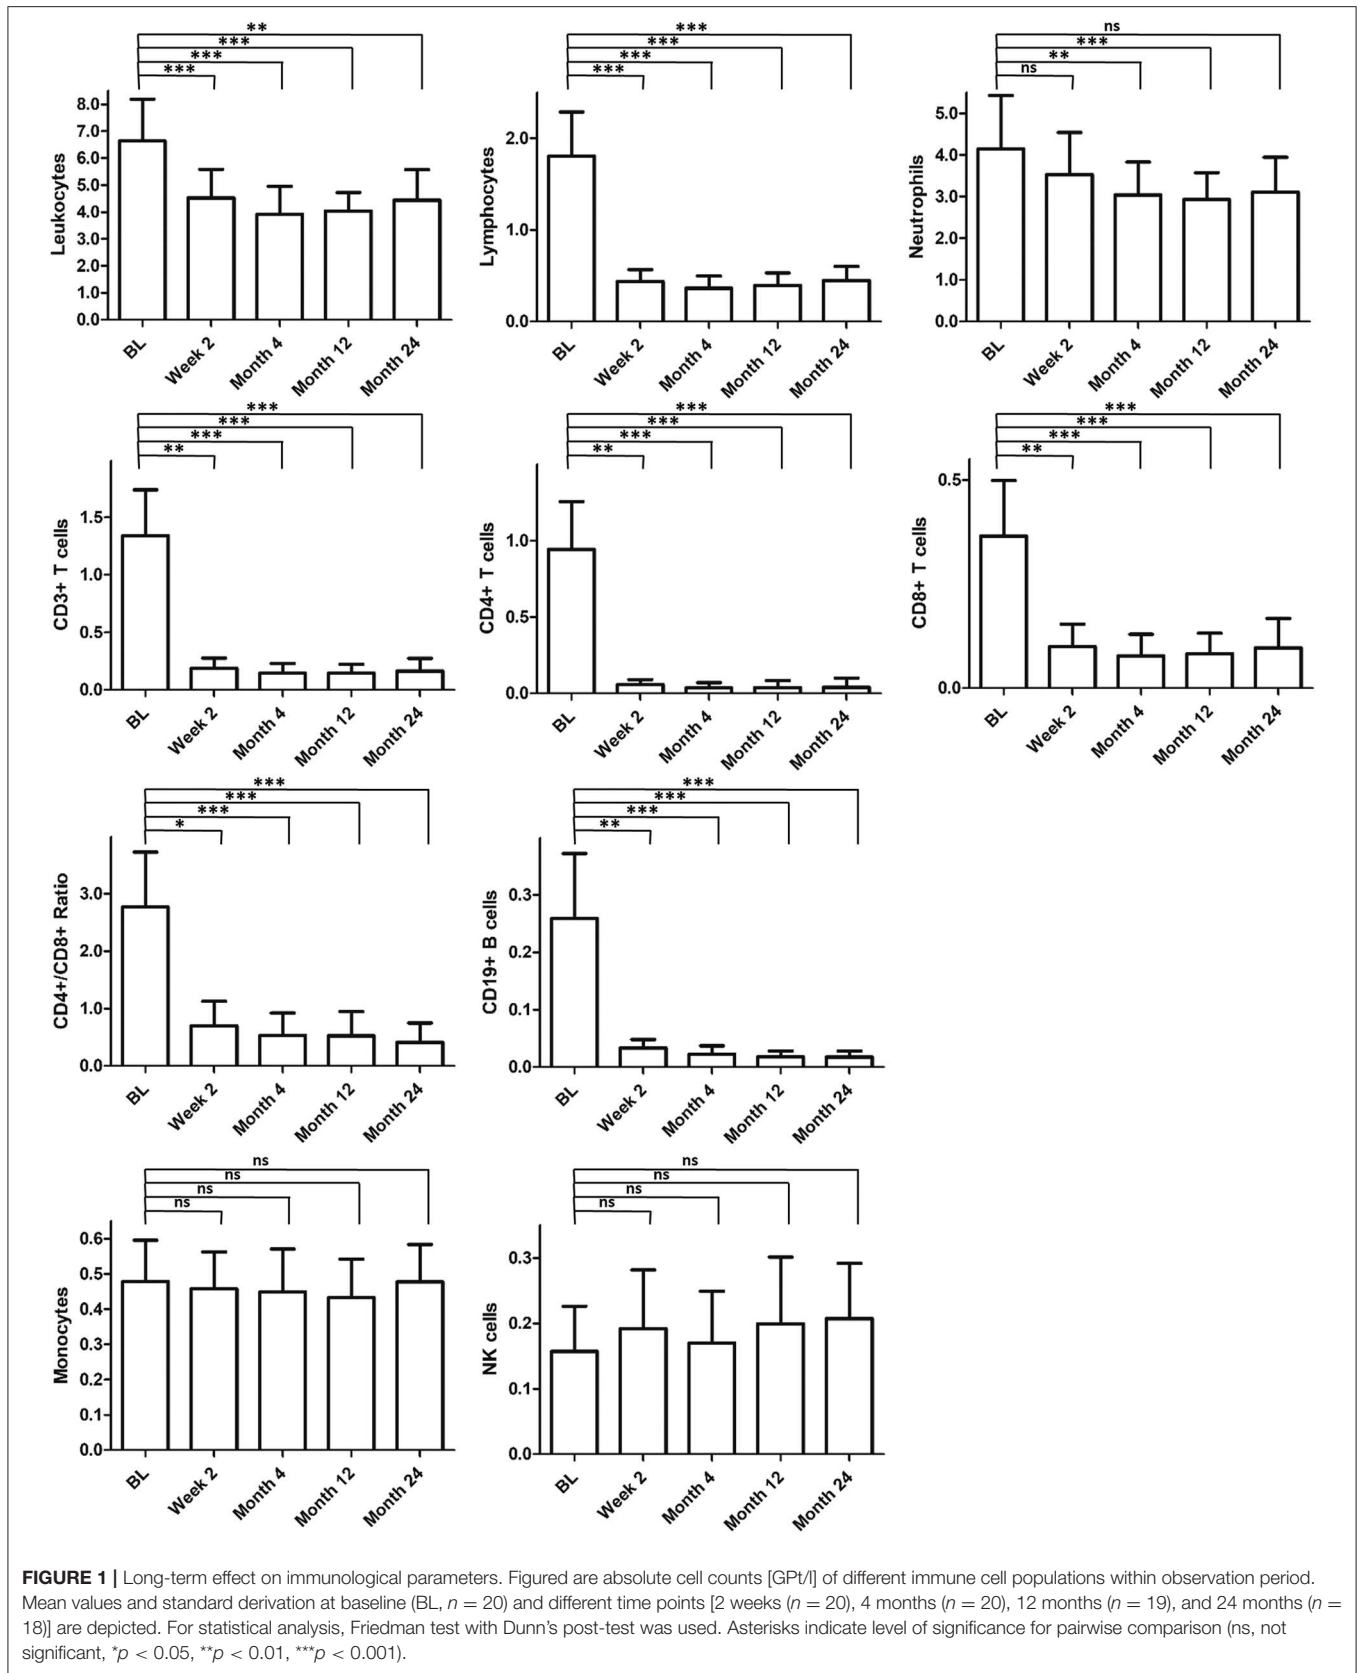 ** *** ns
*** *** ***
*** *** **
*** *** ns
Leukocytes
8.0
7.0
6.0
5.0
4.0
3.0
2.0
1.0
0.0
BL Week 2 Month 4 Month 12 Month 24
Lymphocytes
2.0
1.0
0.0
BL Week 2 Month 4 Month 12 Month 24
Neutrophils
5.0
4.0
3.0
2.0
1.0
0.0
BL Week 2 Month 4 Month 12 Month 24
*** *** ***
*** *** ***
*** *** ***
** ** **
CD3+ T cells
1.5
1.0
0.5
0.0
BL Week 2 Month 4 Month 12 Month 24
CD4+ T cells
1.0
0.5
0.0
BL Week 2 Month 4 Month 12 Month 24
CD8+ T cells
0.5
0.0
BL Week 2 Month 4 Month 12 Month 24
*** ***
*** ***
*** ***
* **
CD4+/CD8+ Ratio
3.0
2.0
1.0
0.0
BL Week 2 Month 4 Month 12 Month 24
CD19+ B cells
0.3
0.2
0.1
0.0
BL Week 2 Month 4 Month 12 Month 24
ns ns
ns ns
ns ns
ns ns
Monocytes
0.6
0.5
0.4
0.3
0.2
0.1
0.0
BL Week 2 Month 4 Month 12 Month 24
NK cells
0.3
0.2
0.1
0.0
BL Week 2 Month 4 Month 12 Month 24
FIGURE 1 | Long-term effect on immunological parameters. Figured are absolute cell counts [GPt/l] of different immune cell populations within observation period.
Mean values and standard derivation at baseline (BL, n = 20) and different time points [2 weeks (n = 20), 4 months (n = 20), 12 months (n = 19), and 24 months (n =
18)] are depicted. For statistical analysis, Friedman test with Dunn's post-test was used. Asterisks indicate level of significance for pairwise comparison (ns, not
significant, *p < 0.05, **p < 0.01, ***p < 0.001).